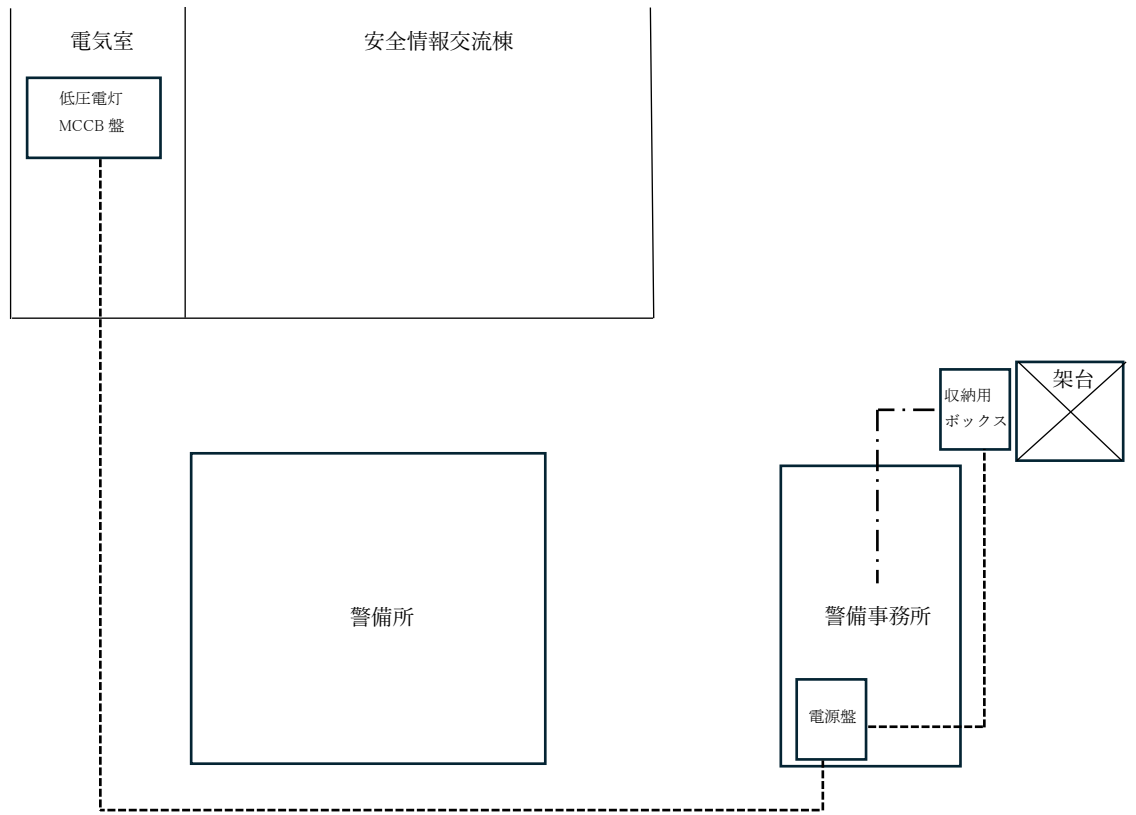 電気室
安全情報交流棟
低圧電灯
MCCB 盤
架台
収納用
ボックス
警備所
警備事務所
電源盤